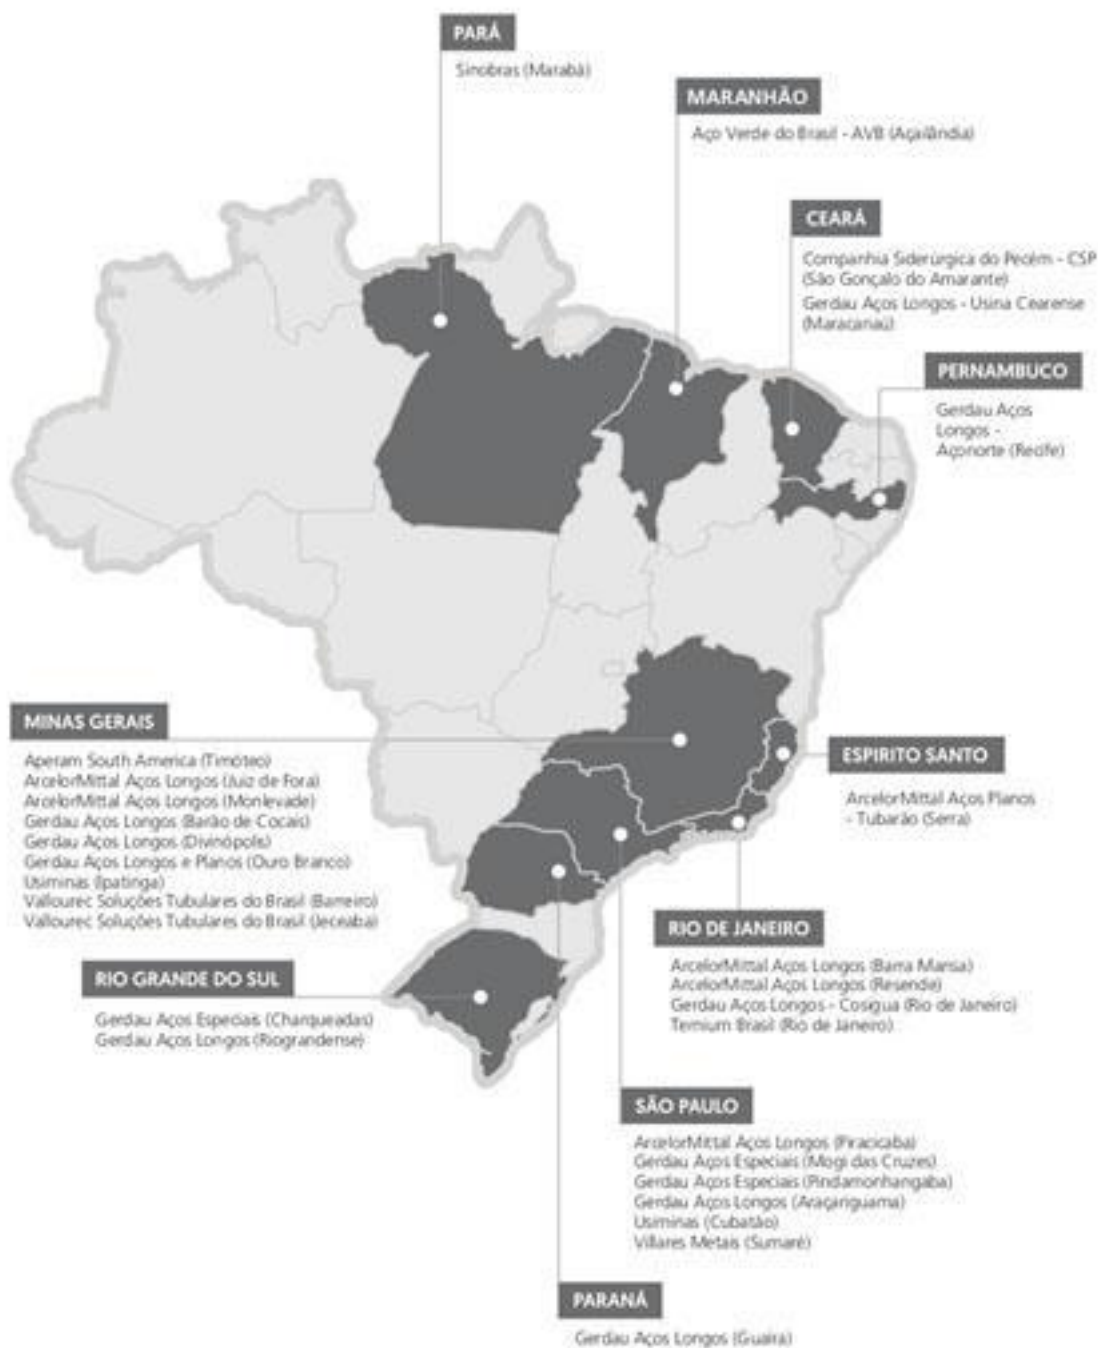 PARÁ
Sinobras (Marabá)
MARANHÃO
Aço Verde do Brasil - AVB (Açailândia)
CEARÁ
Companhia Siderúrgica do Pecém - CSP
(São Gonçalo do Amarante)
Gerdau Aços Longos - Usina Cearense
(Maracanaú)
PERNAMBUCO
Gerdau Aços
Longos -
Açonorte (Recife)
MINAS GERAIS
Aperam South America (Timóteo)
ArcelorMittal Aços Longos (Juiz de Fora)
ArcelorMittal Aços Longos (Monlevade)
Gerdau Aços Longos (Barão de Cocais)
Gerdau Aços Longos (Divinópolis)
Gerdau Aços Longos e Planos (Ouro Branco)
Usiminas (Ipatinga)
Vallourec Soluções Tubulares do Brasil (Barreiro)
Vallourec Soluções Tubulares do Brasil (Jeceaba)
ESPIRITO SANTO
ArcelorMittal Aços Planos
- Tubarão (Serra)
RIO DE JANEIRO
ArcelorMittal Aços Longos (Barra Mansa)
ArcelorMittal Aços Longos (Resende)
Gerdau Aços Longos - Cosigua (Rio de Janeiro)
Ternium Brasil (Rio de Janeiro)
RIO GRANDE DO SUL
Gerdau Aços Especiais (Charqueadas)
Gerdau Aços Longos (Riograndense)
SÃO PAULO
ArcelorMittal Aços Longos (Piracicaba)
Gerdau Aços Especiais (Mogi das Cruzes)
Gerdau Aços Especiais (Pindamonhangaba)
Gerdau Aços Longos (Araçariguama)
Usiminas (Cubatão)
Villares Metais (Sumaré)
PARANÁ
Gerdau Aços Longos (Guaíra)